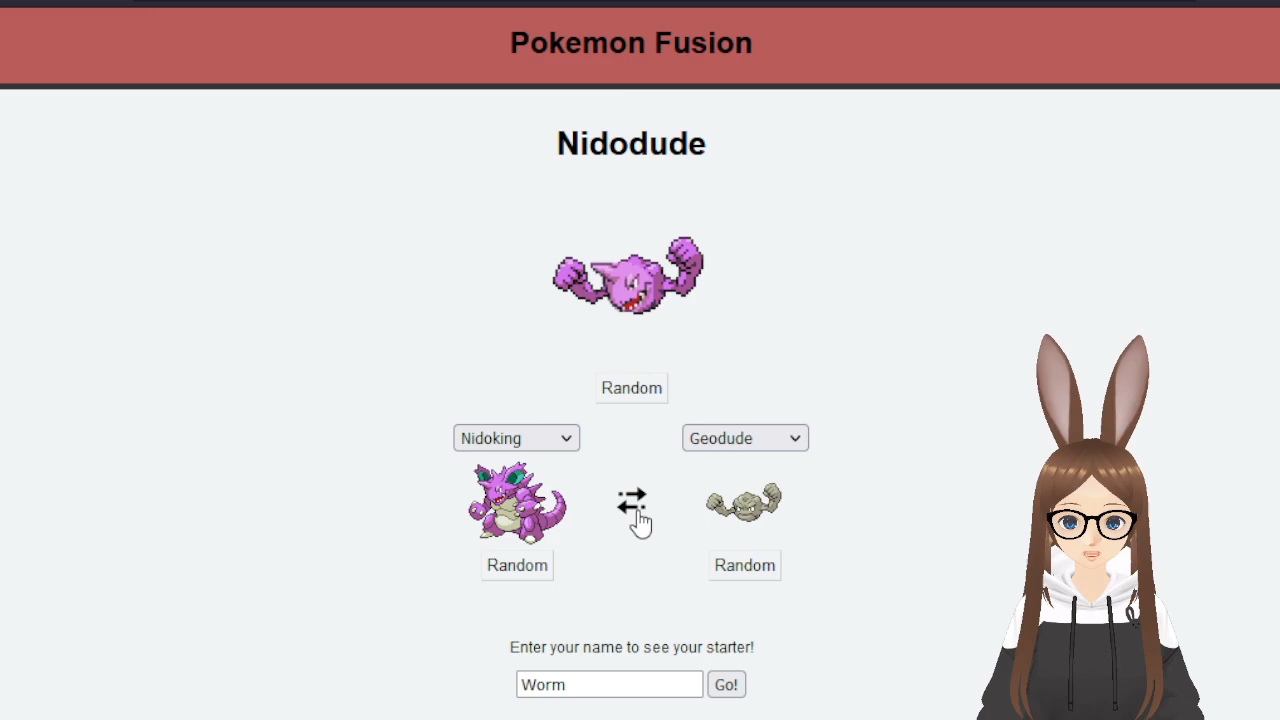 Pokemon Fusion
Nidodude
Random
Nidoking
Geodude
Random
Random
Enter your name to see your starter!
Worm
Go!